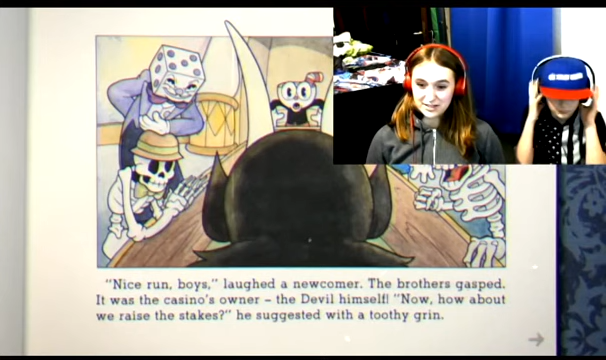 "Nice run, boys," laughed a newcomer. The brothers gasped.
It was the casino's owner – the Devil himself! "Now, how about
we raise the stakes?" he suggested with a toothy grin.